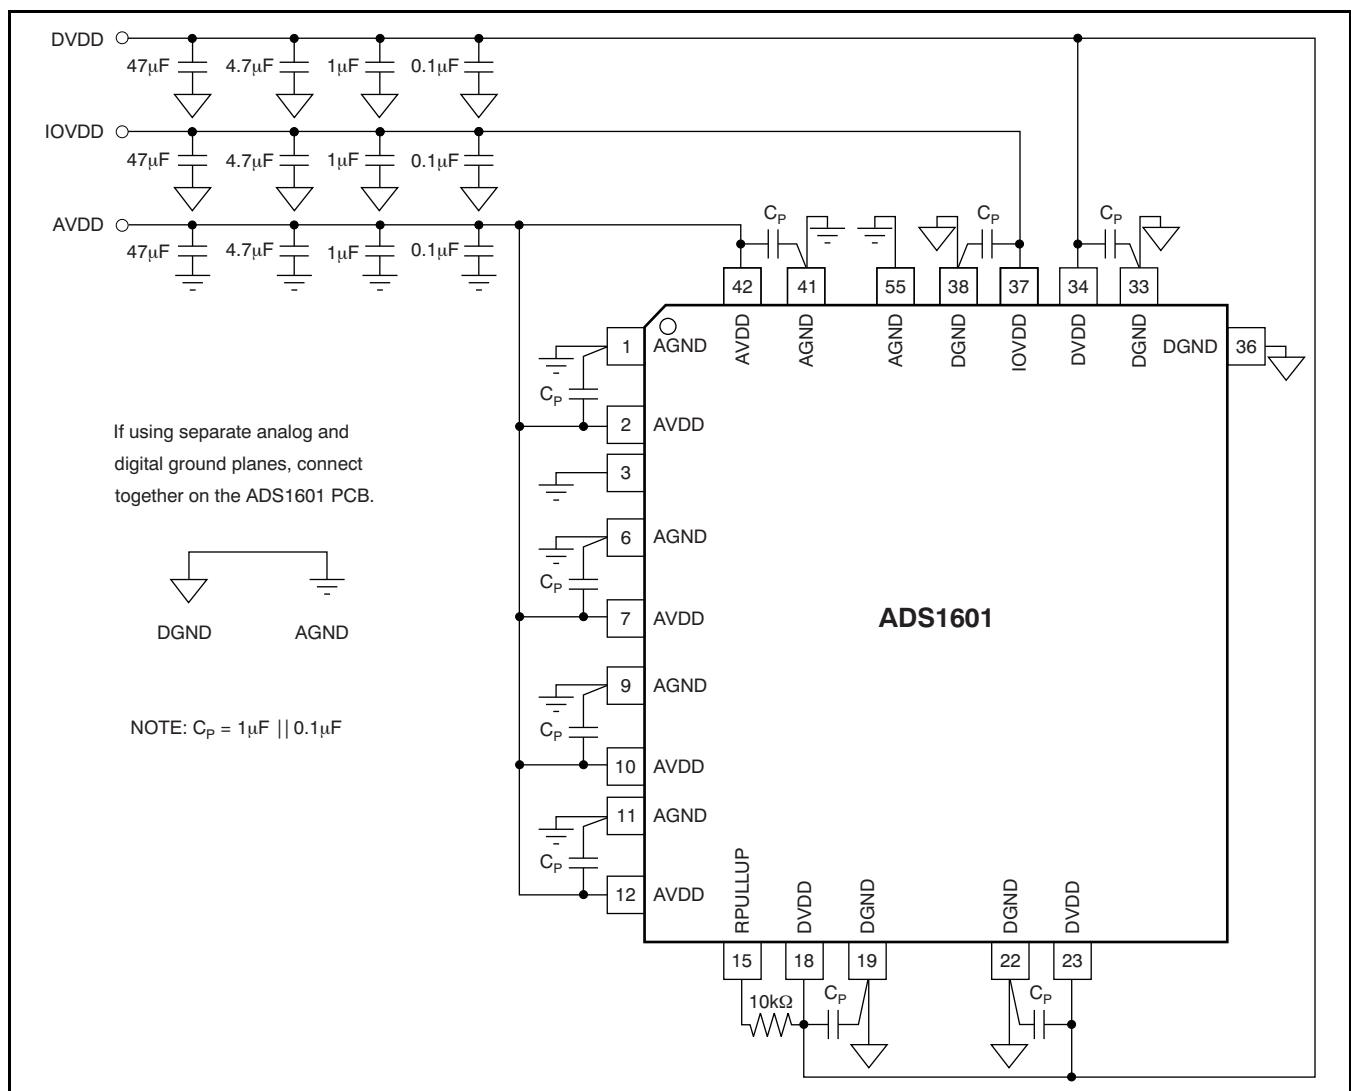 DVDD
47µF 4.7µF 1µF 0.1µF
IOVDD
47µF 4.7µF 1µF 0.1µF
AVDD
47µF 4.7µF 1µF 0.1µF
CP CP CP
42 41 55 38 37 34 33
AVDD AGND AGND DGND IOVDD DVDD DGND
DGND 36
1 AGND
CP
2 AVDD
3
6 AGND
CP
7 AVDD
9 AGND
CP
10 AVDD
11 AGND
CP
12 AVDD
If using separate analog and
digital ground planes, connect
together on the ADS1601 PCB.
DGND AGND
NOTE: CP = 1µF || 0.1µF
ADS1601
RPULLUP DVDD DGND DGND DVDD
15 18 19 22 23
10kΩ CP CP